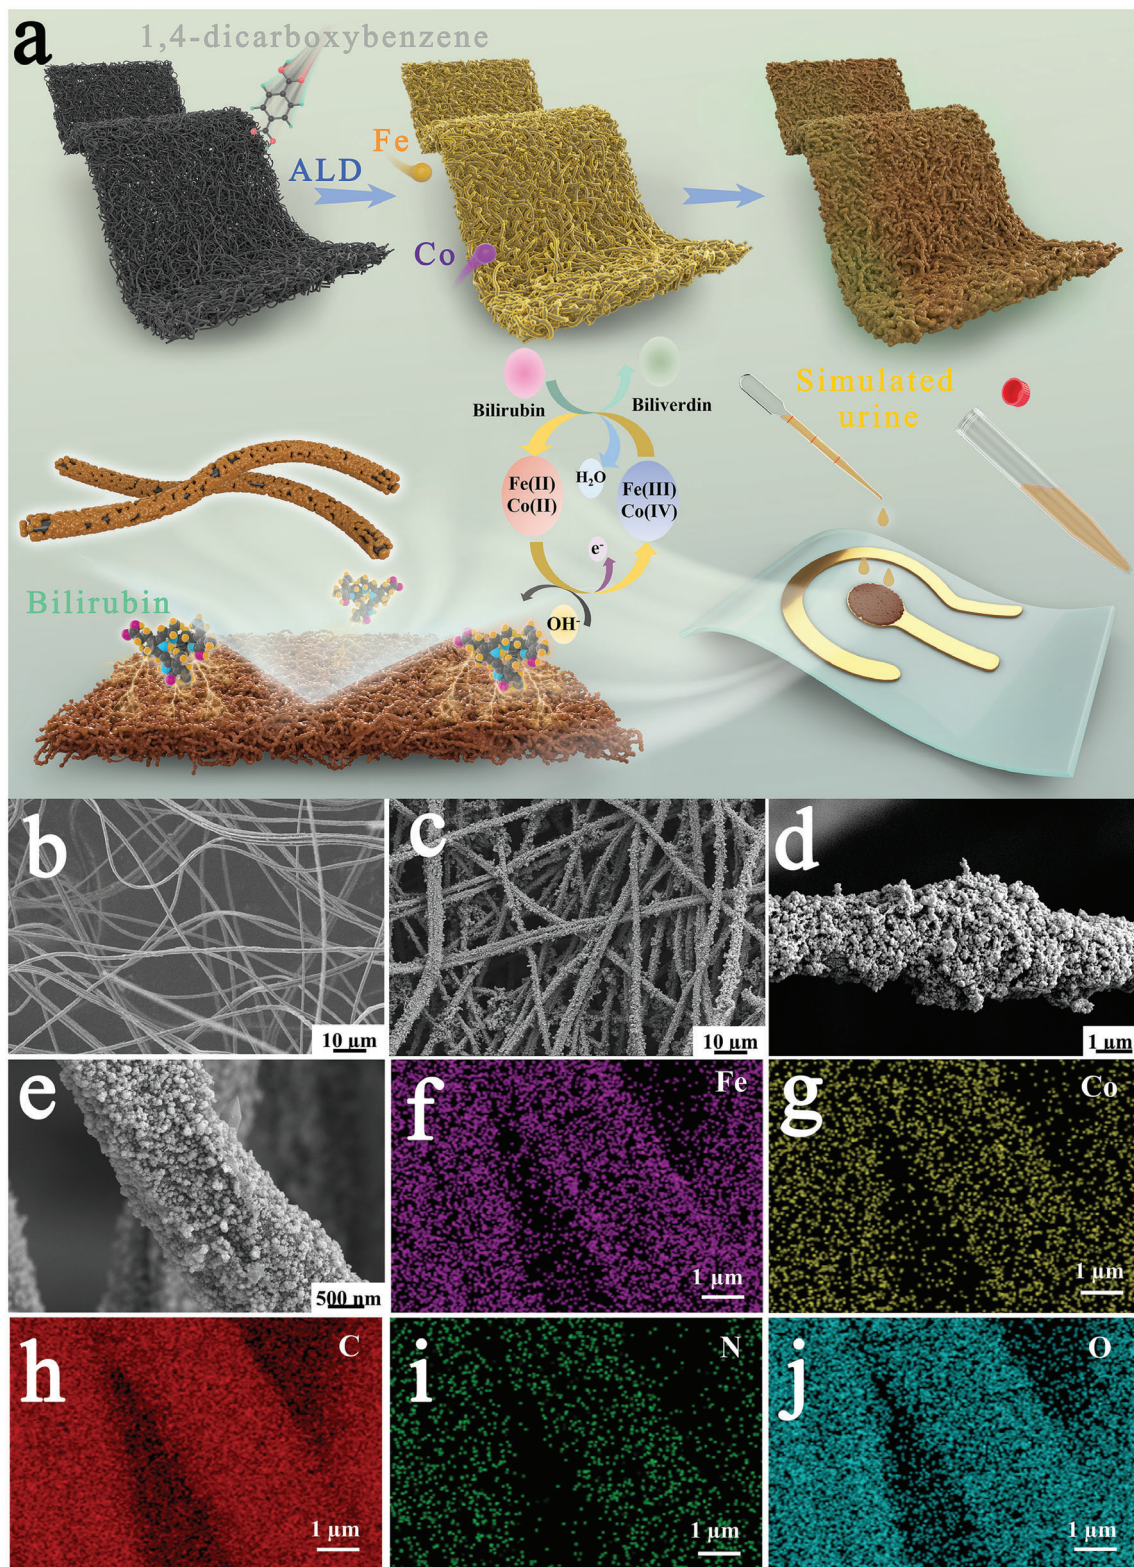 a
1,4-dicarboxybenzene
Fe
ALD
Co
Bilirubin
Biliverdin
Simulated
urine
H₂O
Fe(II)
Co(II)
Fe(III)
Co(IV)
e⁻
Bilirubin
OH⁻
b
10 µm
c
10 µm
d
1 µm
e
500 nm
f
Fe
1 µm
g
Co
1 µm
h
C
1 µm
i
N
1 µm
j
O
1 µm